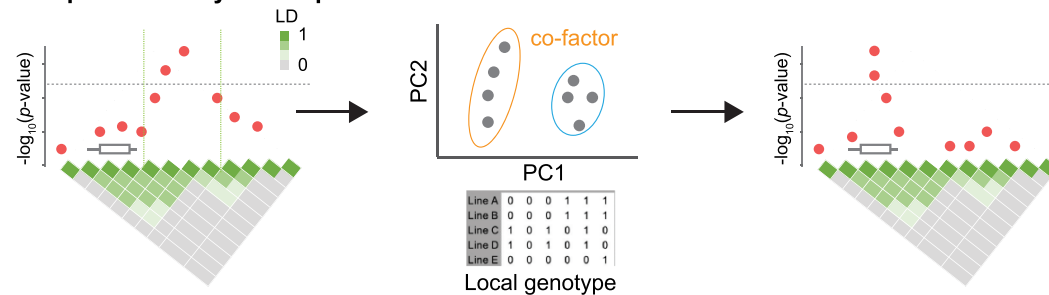 LD
1
0
-log10(p-value)
co-factor
PC2
PC1
Line A 0 0 0 1 1 1
Line B 0 0 0 1 1 1
Line C 1 0 1 0 1 0
Line D 1 0 1 0 1 0
Line E 0 0 0 0 0 1
Local genotype
-log10(p-value)